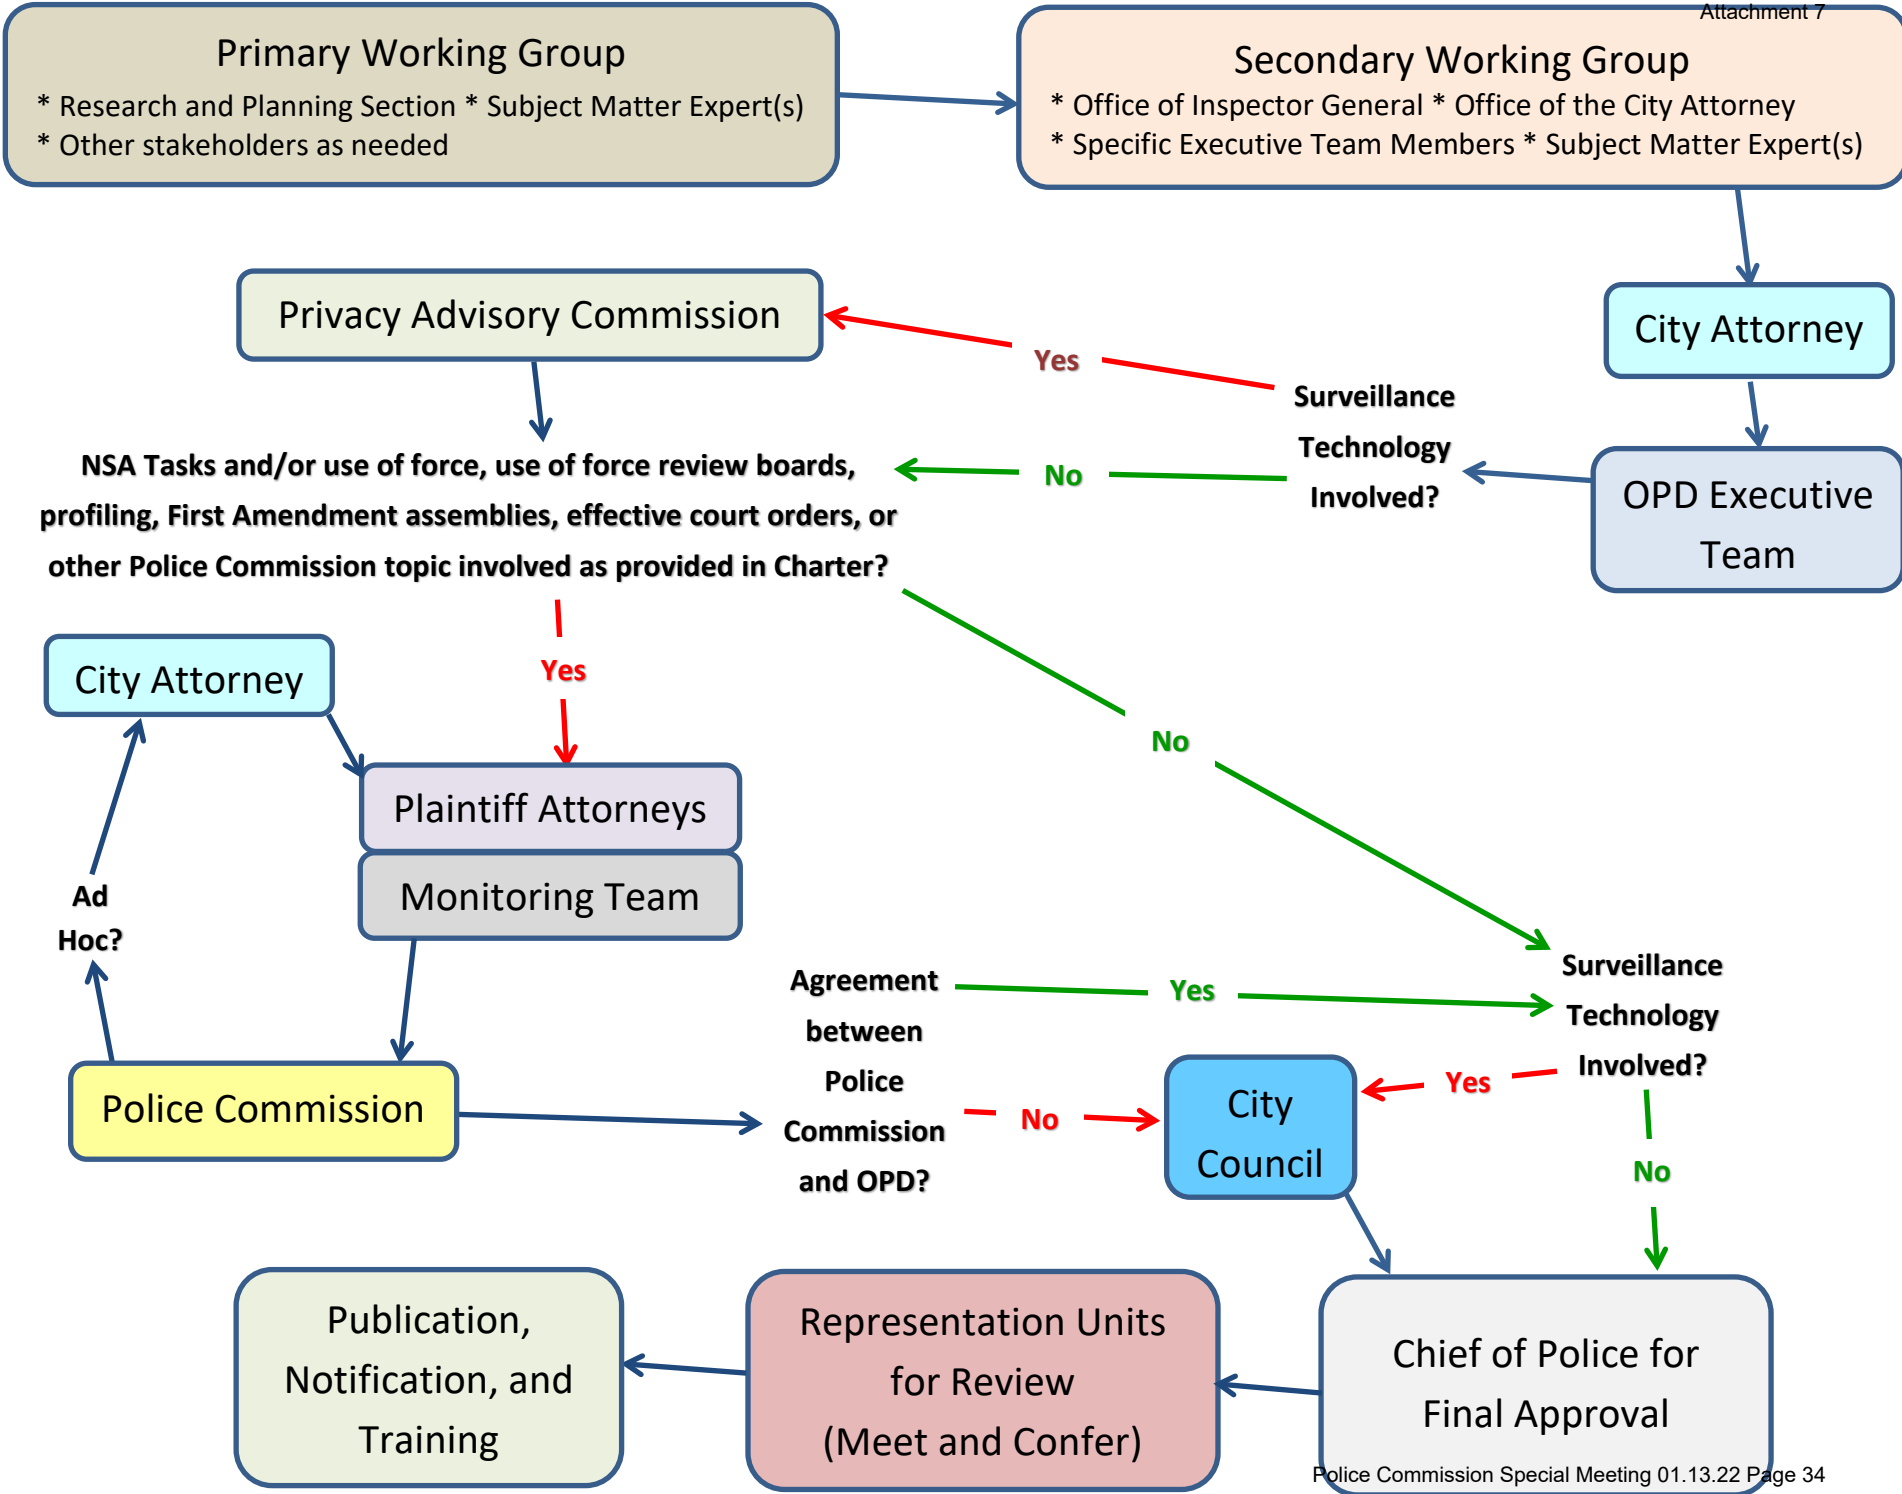 Attachment 7
Primary Working Group
* Research and Planning Section * Subject Matter Expert(s)
* Other stakeholders as needed
Secondary Working Group
* Office of Inspector General * Office of the City Attorney
* Specific Executive Team Members * Subject Matter Expert(s)
Privacy Advisory Commission
City Attorney
Yes
Surveillance
Technology
Involved?
No
OPD Executive
Team
NSA Tasks and/or use of force, use of force review boards,
profiling, First Amendment assemblies, effective court orders, or
other Police Commission topic involved as provided in Charter?
Yes
No
City Attorney
Plaintiff Attorneys
Monitoring Team
Ad
Hoc?
Police Commission
Agreement
between
Police
Commission
and OPD?
Yes
No
Surveillance
Technology
Involved?
Yes
No
City
Council
Publication,
Notification, and
Training
Representation Units
for Review
(Meet and Confer)
Chief of Police for
Final Approval
Police Commission Special Meeting 01.13.22 Page 34